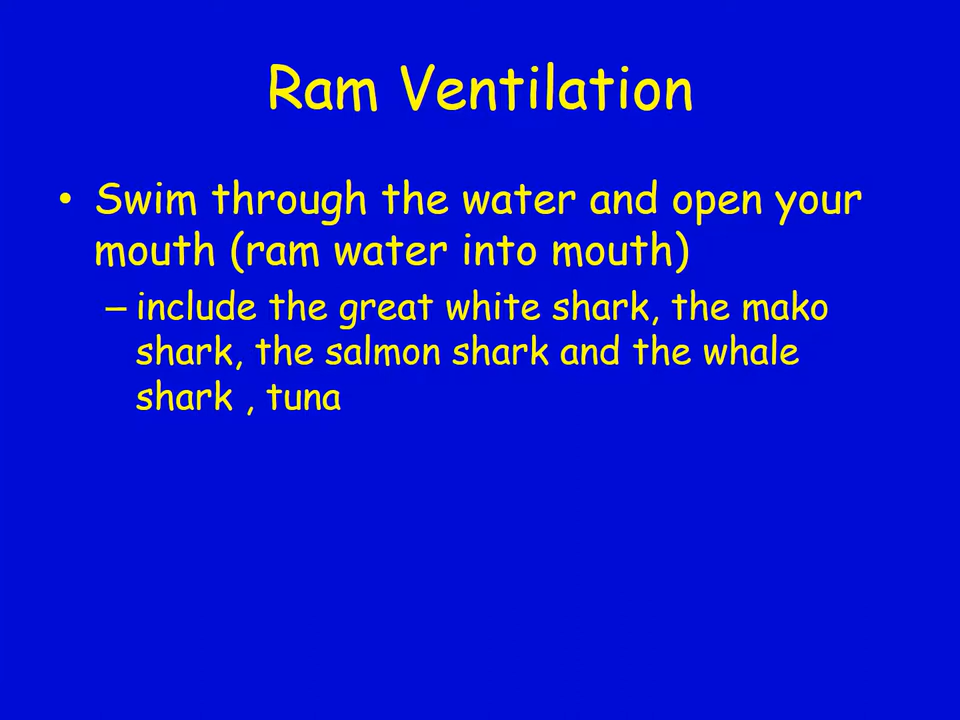 Ram Ventilation
• Swim through the water and open your
mouth (ram water into mouth)
– include the great white shark, the mako
shark, the salmon shark and the whale
shark , tuna